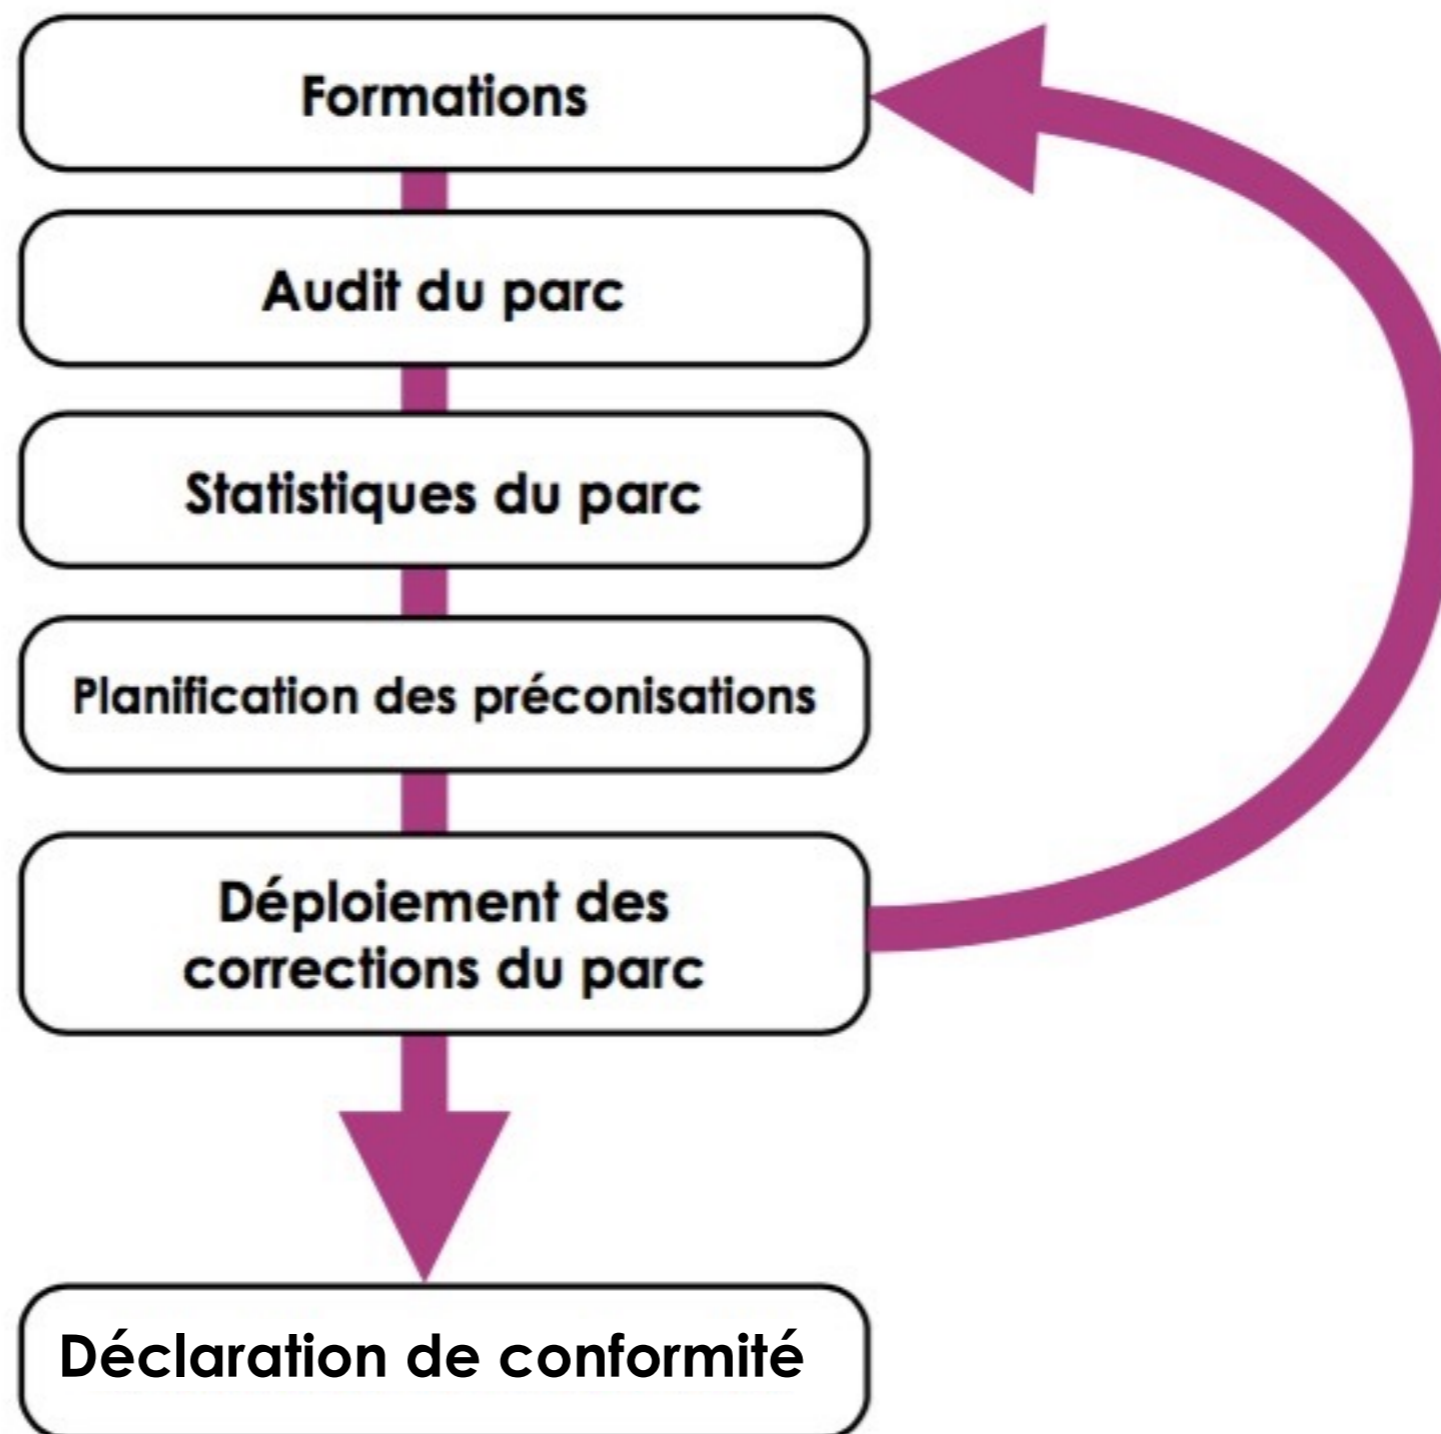 Formations
Audit du parc
Statistiques du parc
Planification des préconisations
Déploiement des
corrections du parc
Déclaration de conformité